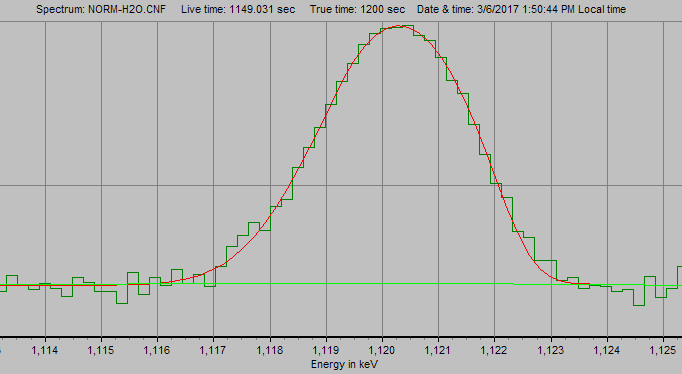 Spectrum: NORM-H2O.CNF Live time: 1149.031 sec True time: 1200 sec Date & time: 3/6/2017 1:50:44 PM Local time
1,114 1,115 1,116 1,117 1,118 1,119 1,120 1,121 1,122 1,123 1,124 1,125
Energy in keV